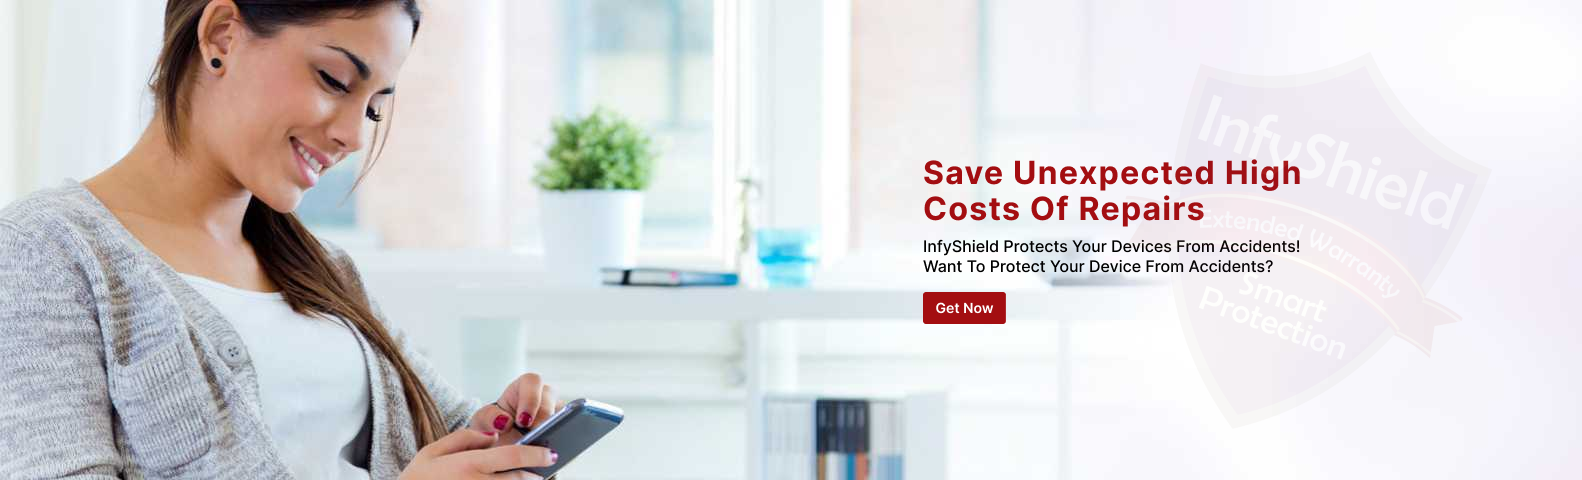 Save Unexpected High
Costs Of Repairs
InfyShield Protects Your Devices From Accidents!
Want To Protect Your Device From Accidents?
Get Now
InfyShield
Extended Warranty
Smart
Protection